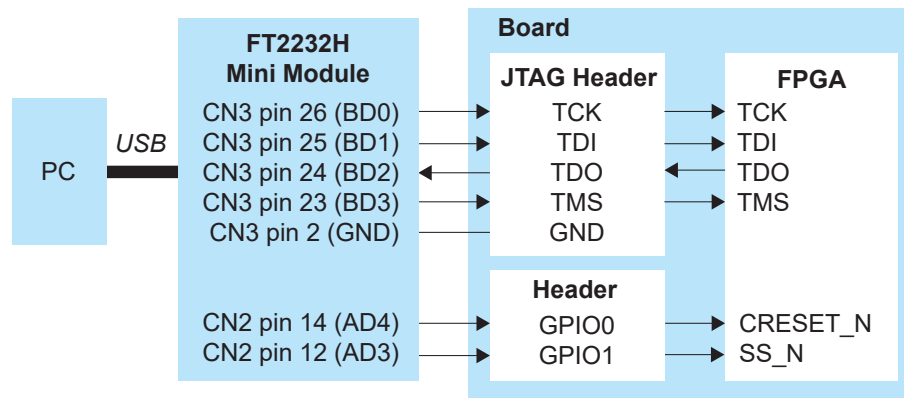 PC
USB
FT2232H
Mini Module
CN3 pin 26 (BD0)
CN3 pin 25 (BD1)
CN3 pin 24 (BD2)
CN3 pin 23 (BD3)
CN3 pin 2 (GND)
CN2 pin 14 (AD4)
CN2 pin 12 (AD3)
Board
JTAG Header
TCK
TDI
TDO
TMS
GND
Header
GPIO0
GPIO1
FPGA
TCK
TDI
TDO
TMS
CRESET_N
SS_N